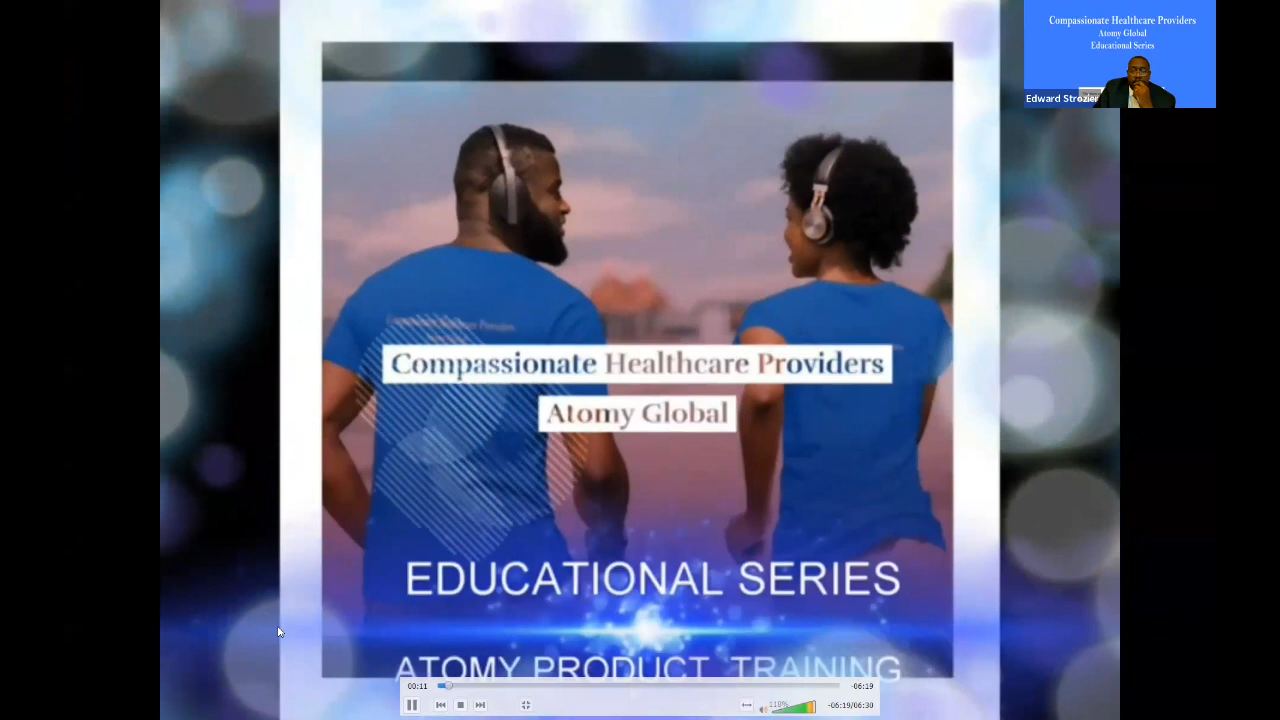 Compassionate Healthcare Providers
Atomy Global
Educational Series
Edward Strozier
Compassionate Healthcare Providers
Atomy Global
EDUCATIONAL SERIES
ATOMY PRODUCT TRAINING
00:11
-06:19
110%
-06:19/06:30